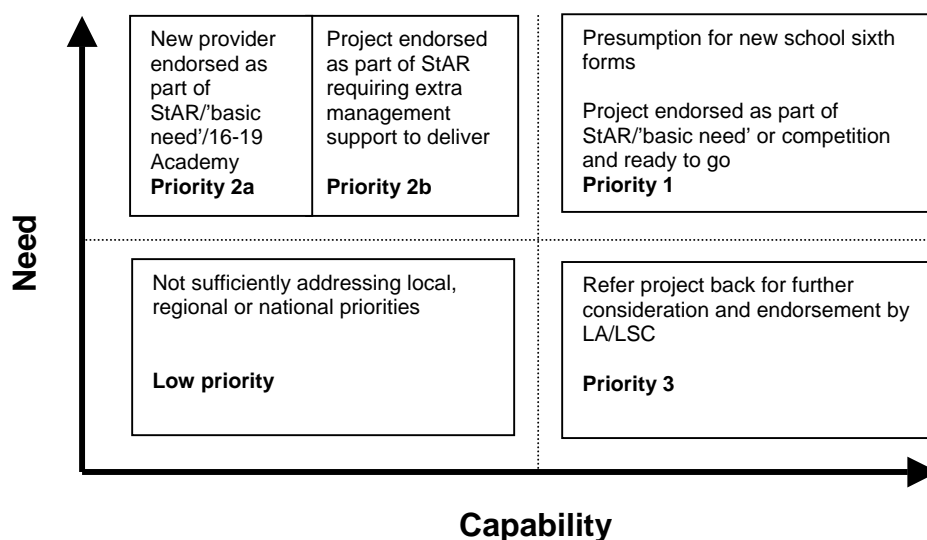 New provider
endorsed as
part of
StAR/'basic
need'/16-19
Academy
Priority 2a
Project endorsed
as part of StAR
requiring extra
management
support to deliver
Priority 2b
Presumption for new school sixth
forms
Project endorsed as part of
StAR/'basic need' or competition
and ready to go
Priority 1
Need
Not sufficiently addressing local,
regional or national priorities
Low priority
Refer project back for further
consideration and endorsement by
LA/LSC
Priority 3
Capability